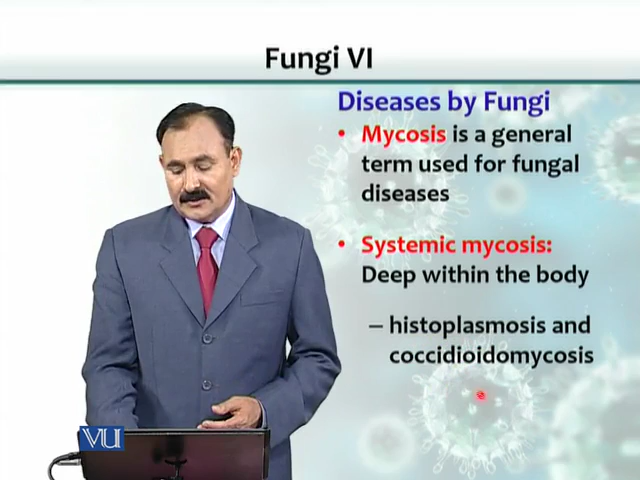 Fungi VI
Diseases by Fungi
• Mycosis is a general
term used for fungal
diseases
• Systemic mycosis:
Deep within the body
– histoplasmosis and
coccidioidomycosis
VU